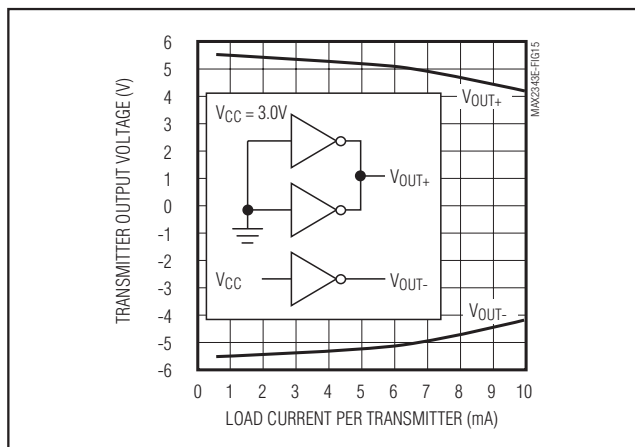 TRANSMITTER OUTPUT VOLTAGE (V)
6
5
4
3
2
1
0
-1
-2
-3
-4
-5
-6
VCC = 3.0V
VOUT+
VOUT+
VCC
VOUT-
VOUT-
MAX2343E-FIG15
0 1 2 3 4 5 6 7 8 9 10
LOAD CURRENT PER TRANSMITTER (mA)